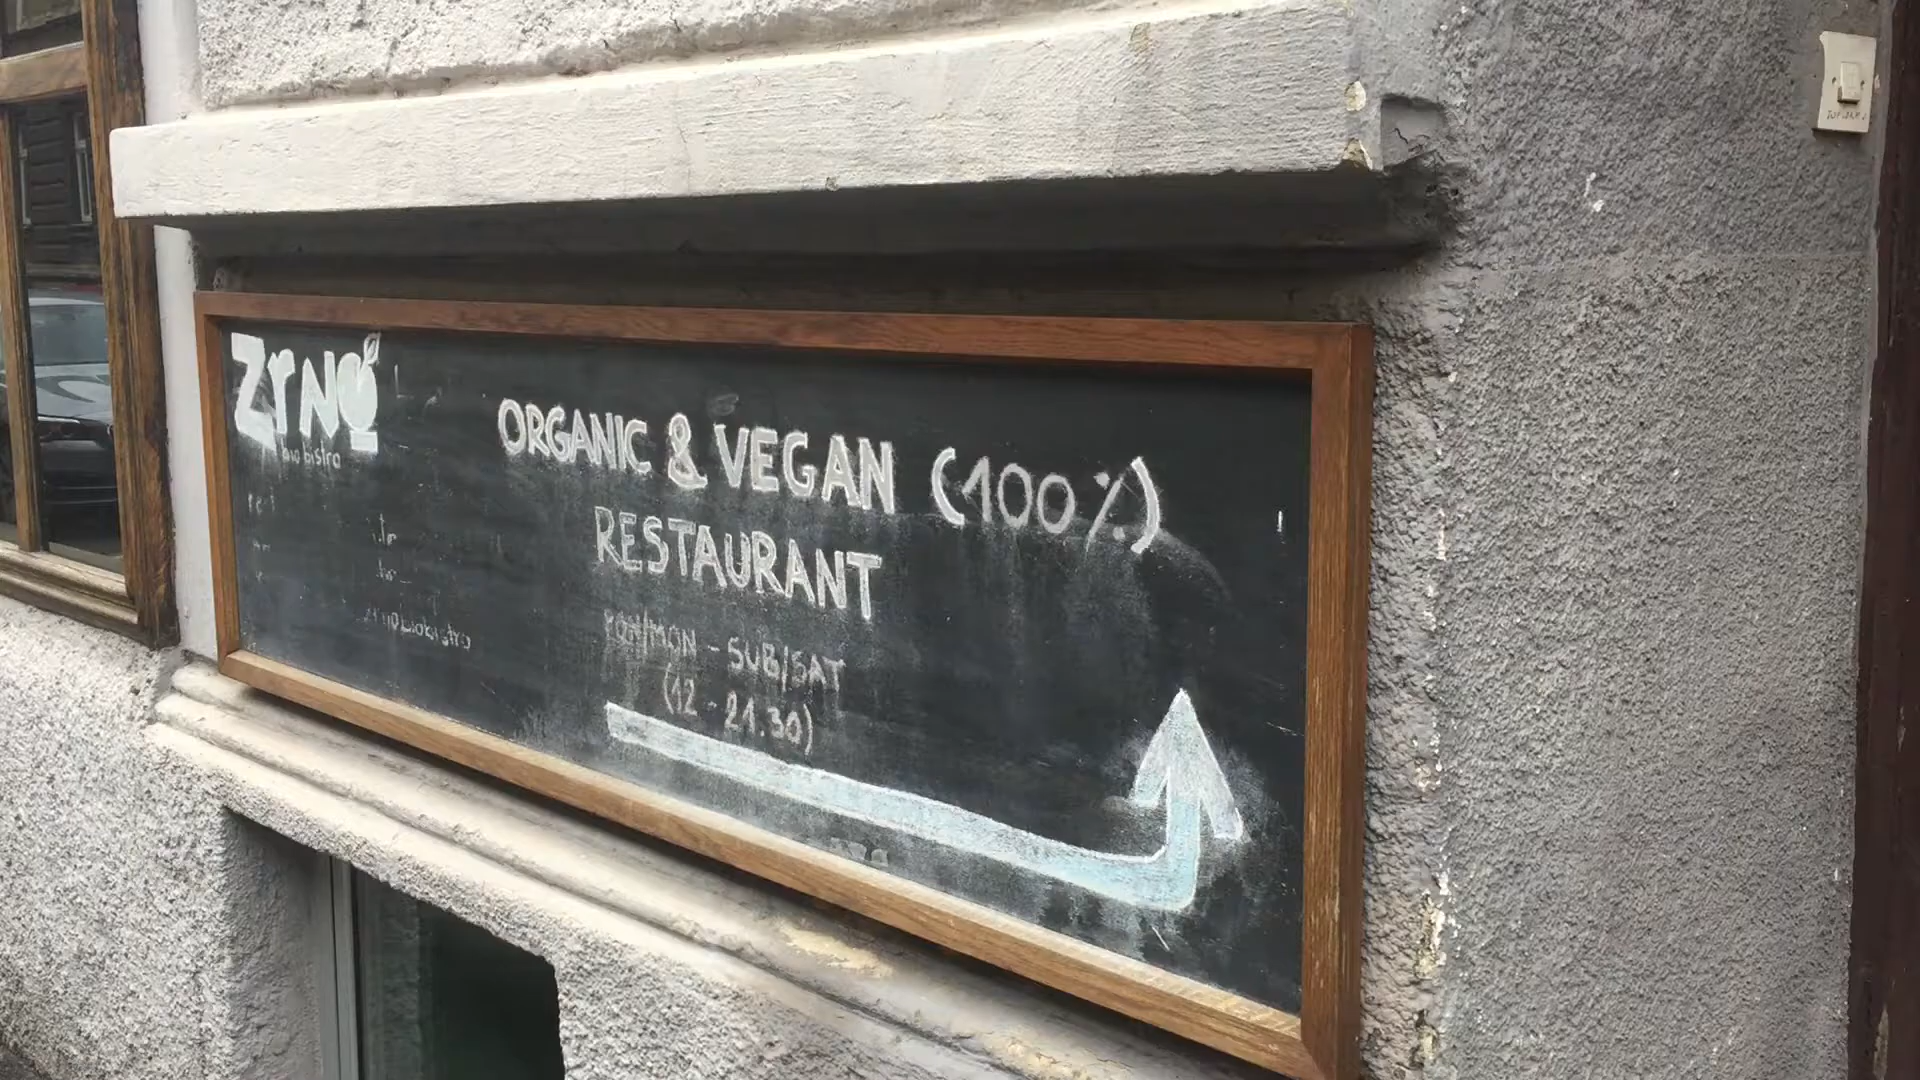 ZrNO
bio bistro
ORGANIC & VEGAN (100%)
RESTAURANT
PON/MON - SUB/SAT
(12 - 21.30)